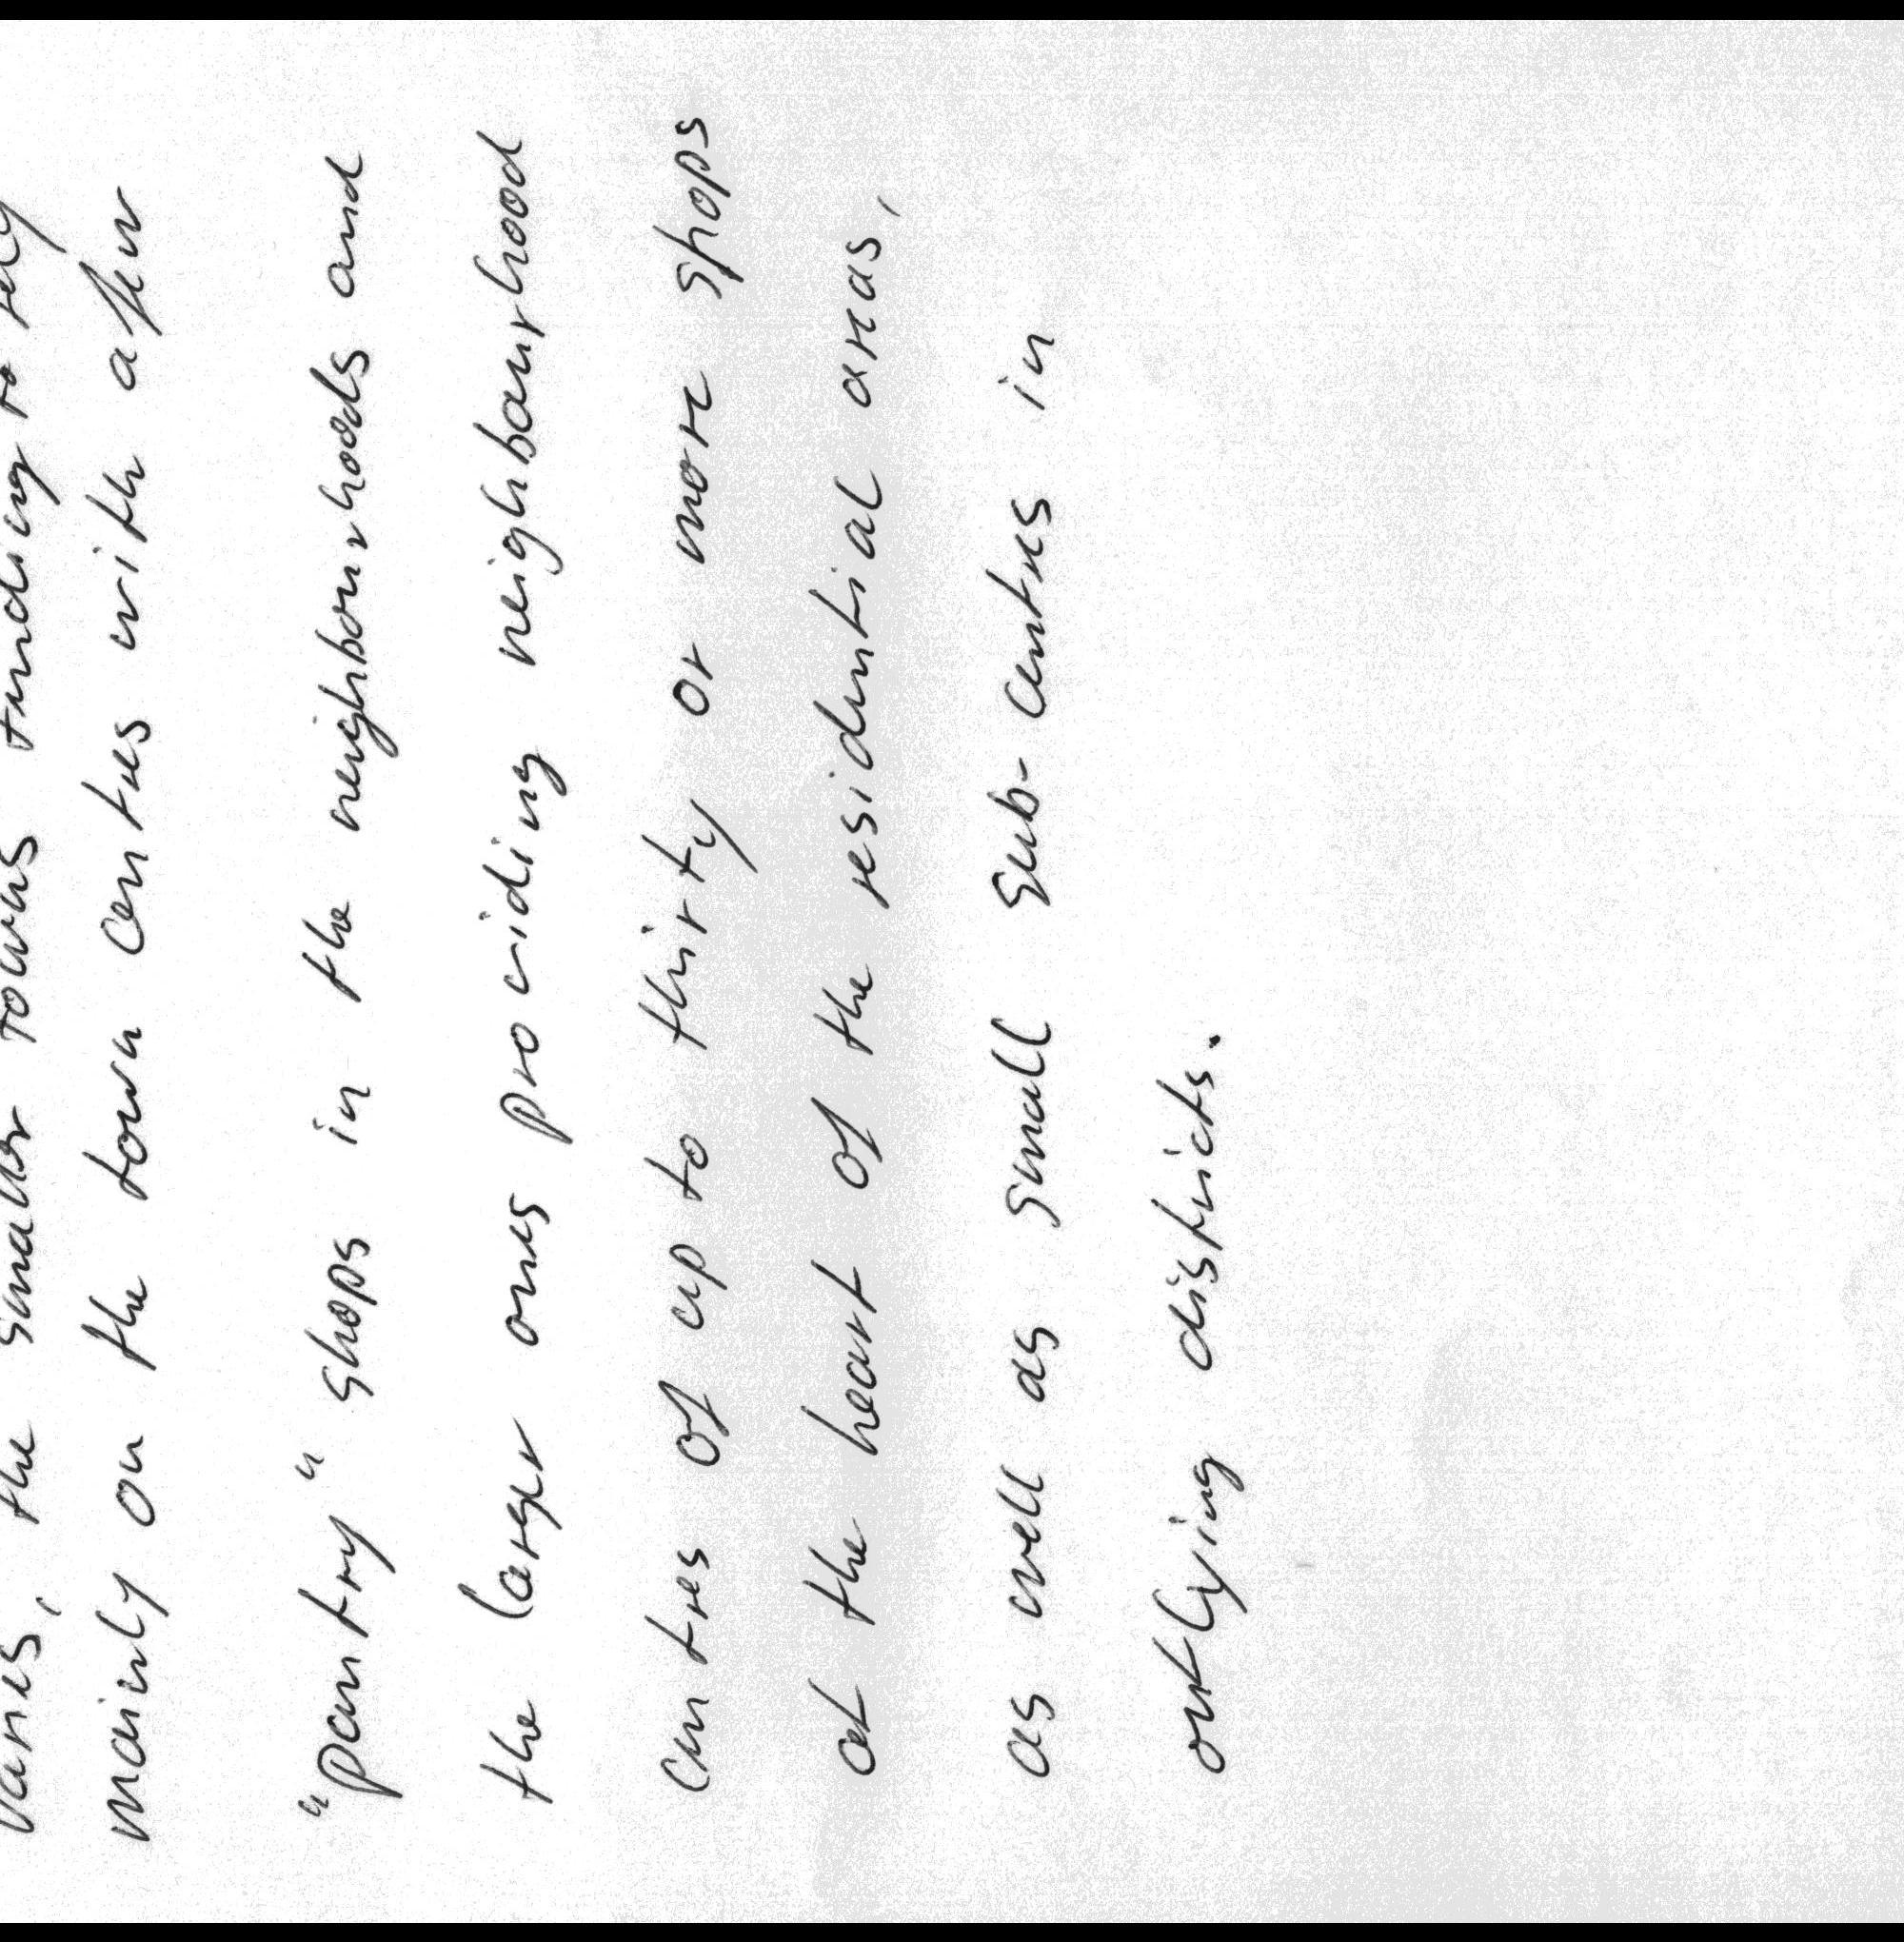 varies, the smaller towns tending to rely
mainly on the town centres with a few
"pantry" shops in the neighbourhoods and
the larger ones providing neighbourhood
centres of up to thirty or more shops
at the heart of the residential areas,
as well as small sub-centres in
outlying districts.